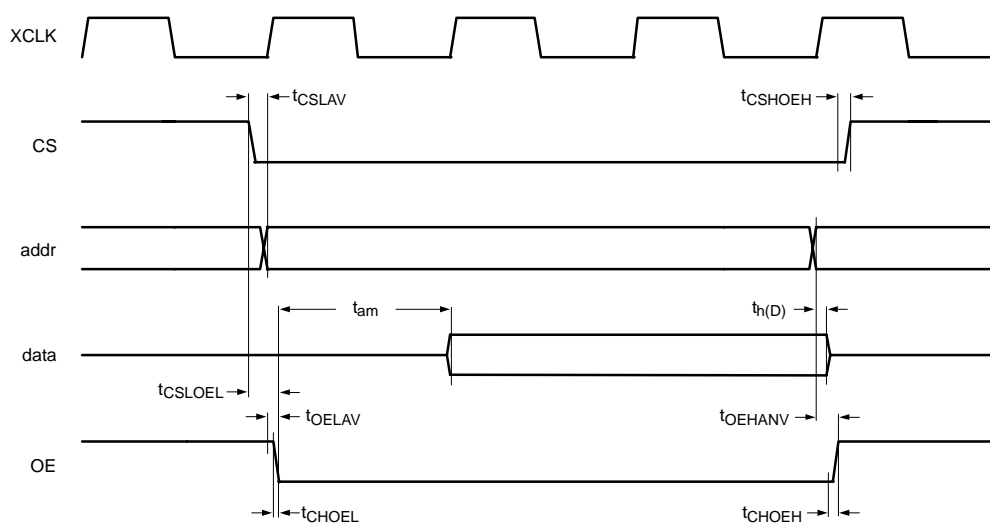 XCLK
tCSLAV
tCSHOEH
CS
addr
tam
th(D)
data
tCSLOEL
tOELAV
tOEHANV
OE
tCHOEL
tCHOEH